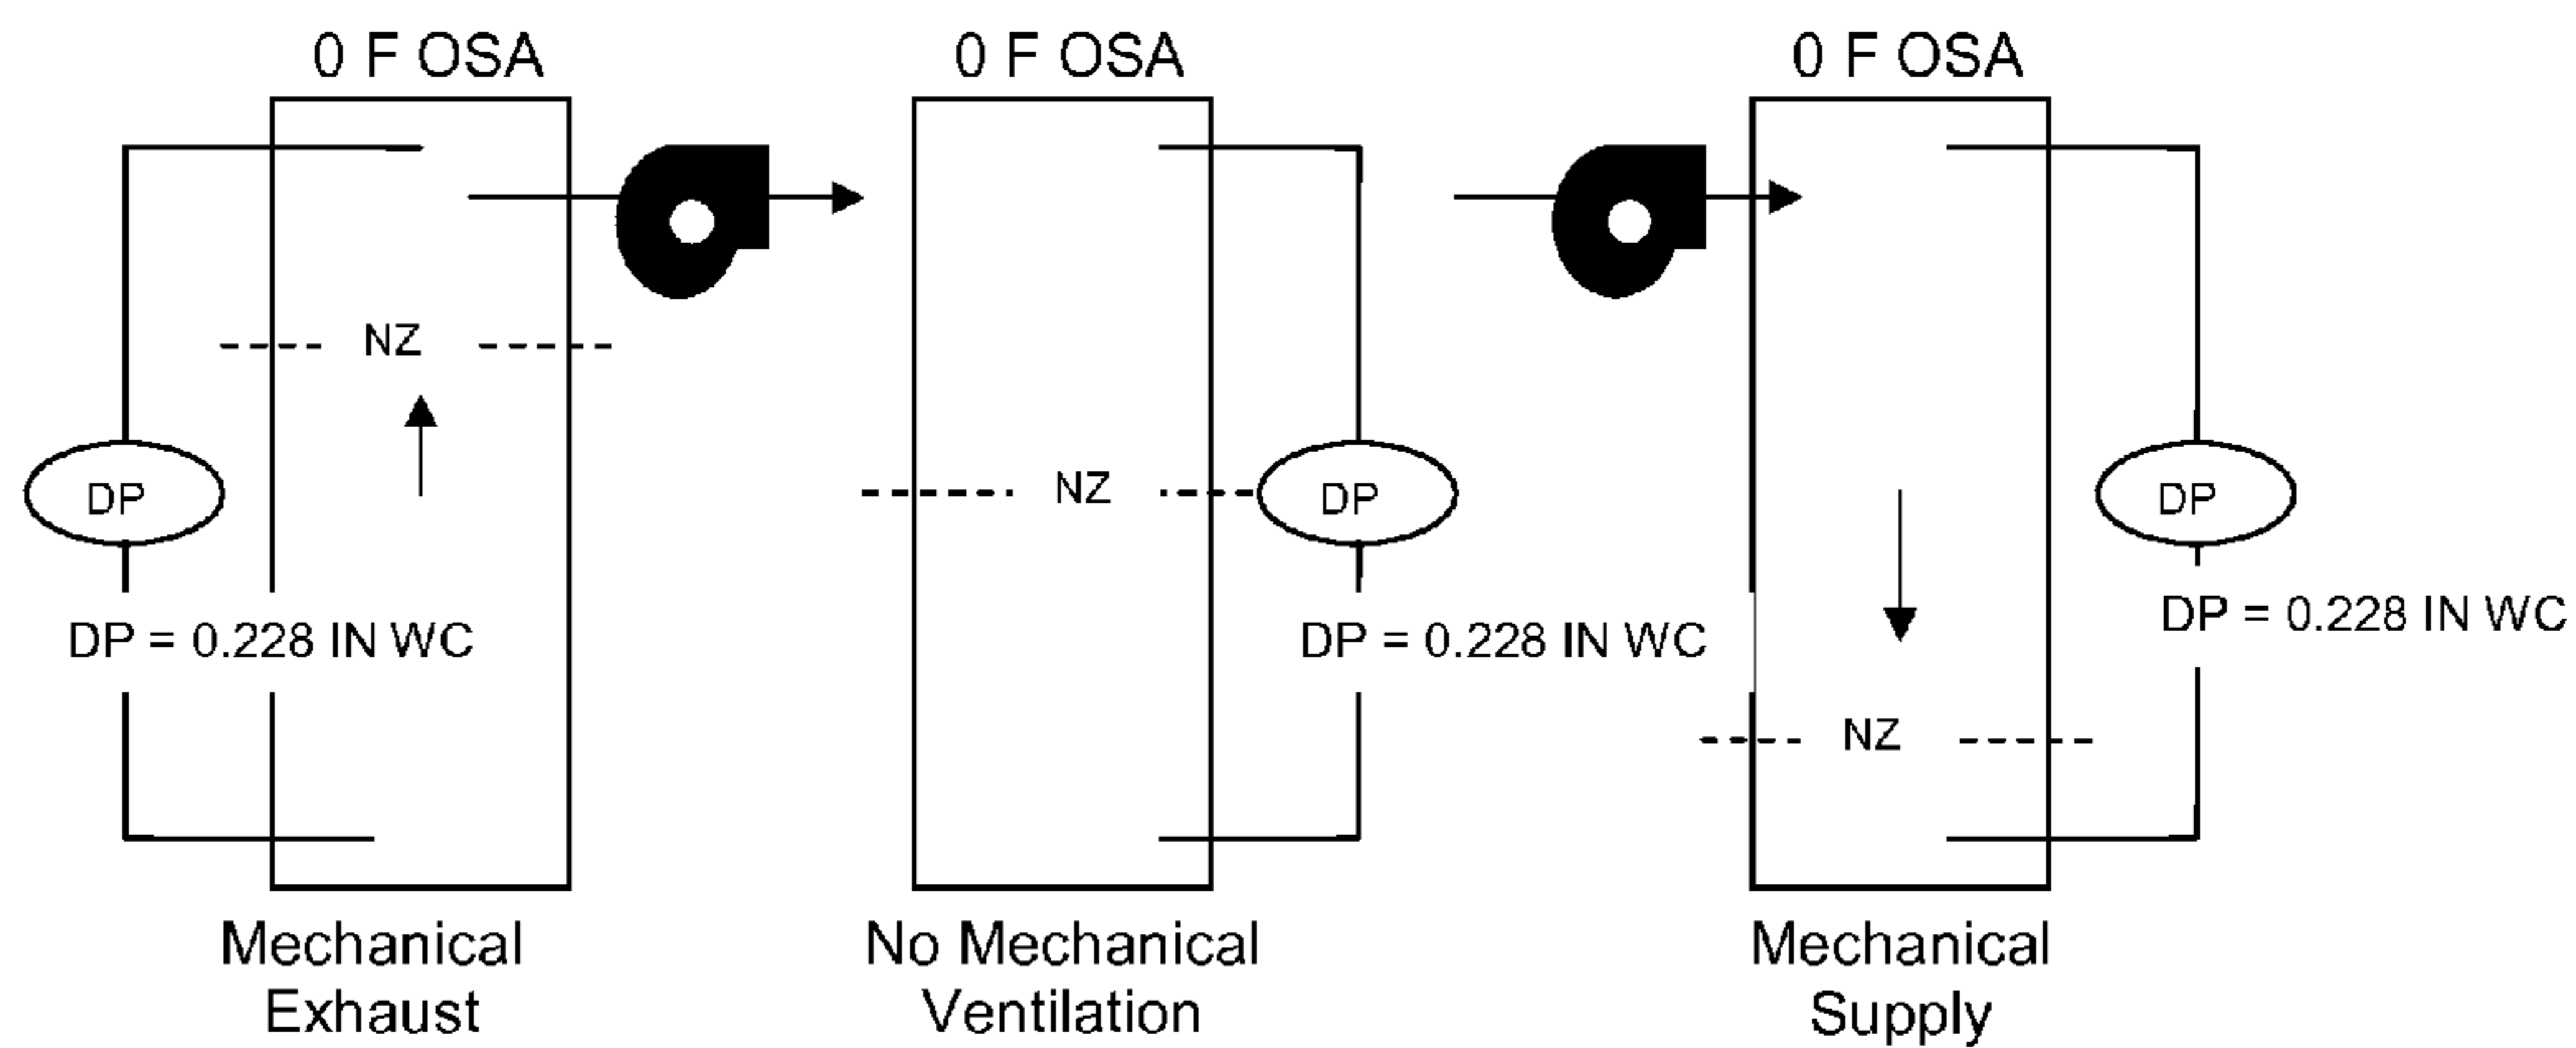 0 F OSA
0 F OSA
0 F OSA
NZ
DP
NZ
DP
DP
DP = 0.228 IN WC
DP = 0.228 IN WC
DP = 0.228 IN WC
NZ
Mechanical
Exhaust
No Mechanical
Ventilation
Mechanical
Supply